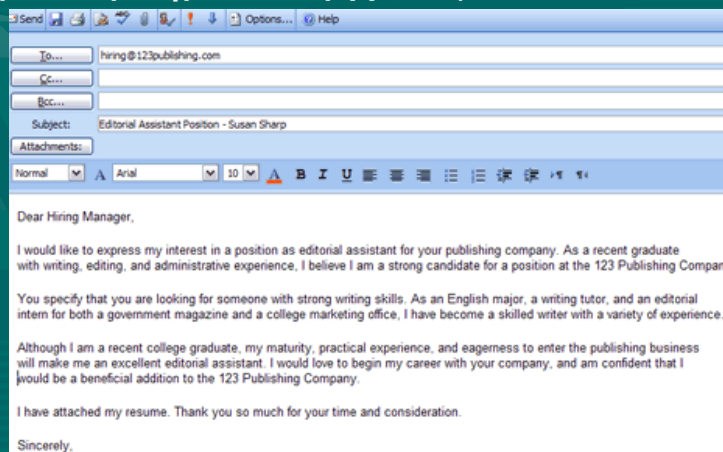 Send Options... Help
To... hiring@123publishing.com
Cc...
Bcc...
Subject: Editorial Assistant Position - Susan Sharp
Attachments:
Normal A Arial 10 A B I U
Dear Hiring Manager,
I would like to express my interest in a position as editorial assistant for your publishing company. As a recent graduate
with writing, editing, and administrative experience, I believe I am a strong candidate for a position at the 123 Publishing Compan
You specify that you are looking for someone with strong writing skills. As an English major, a writing tutor, and an editorial
intern for both a government magazine and a college marketing office, I have become a skilled writer with a variety of experience.
Although I am a recent college graduate, my maturity, practical experience, and eagerness to enter the publishing business
will make me an excellent editorial assistant. I would love to begin my career with your company, and am confident that I
would be a beneficial addition to the 123 Publishing Company.
I have attached my resume. Thank you so much for your time and consideration.
Sincerely,